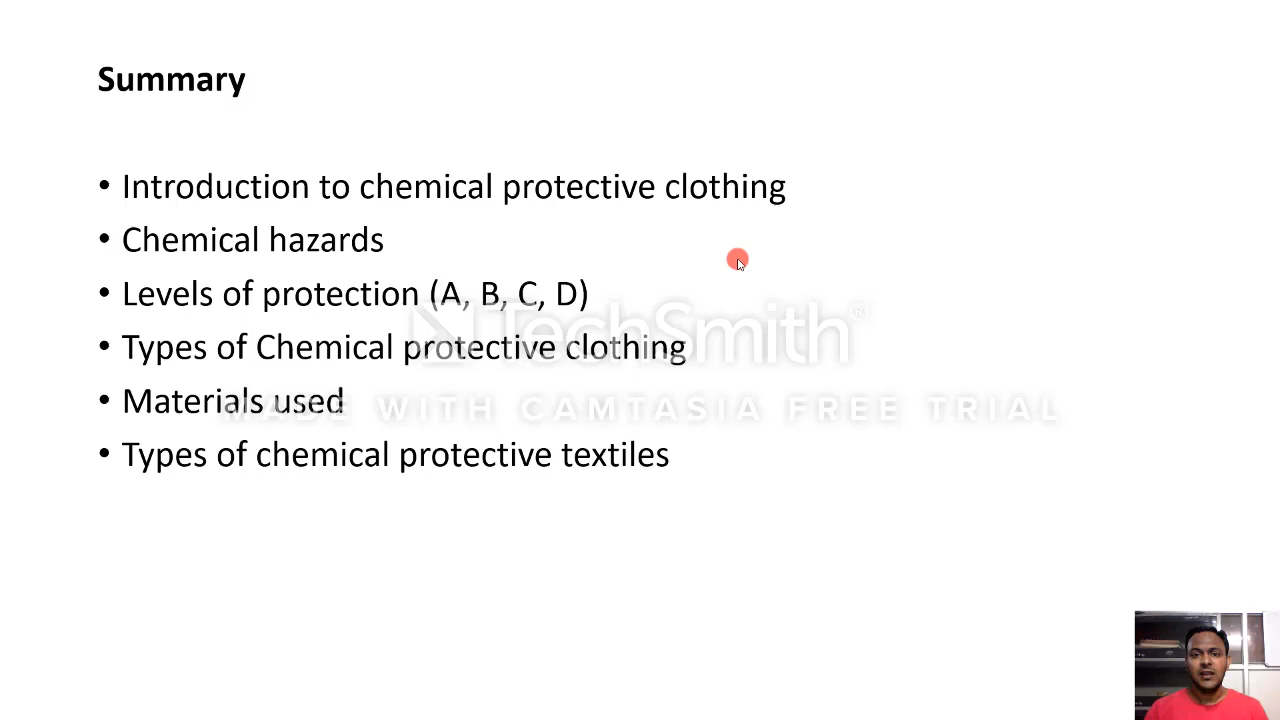 Summary
• Introduction to chemical protective clothing
• Chemical hazards
• Levels of protection (A, B, C, D)
TechSmith®
• Types of Chemical protective clothing
• Materials used
MADE WITH CAMTASIA FREE TRIAL
• Types of chemical protective textiles